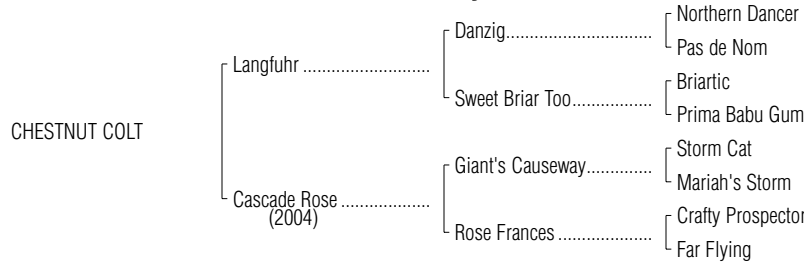 Northern Dancer
Danzig..............................
Pas de Nom
Langfuhr ..........................
Briartic
Sweet Briar Too................
Prima Babu Gum
CHESTNUT COLT
Storm Cat
Giant's Causeway.............
Mariah's Storm
Cascade Rose ..................
(2004)
Crafty Prospector
Rose Frances ...................
Far Flying